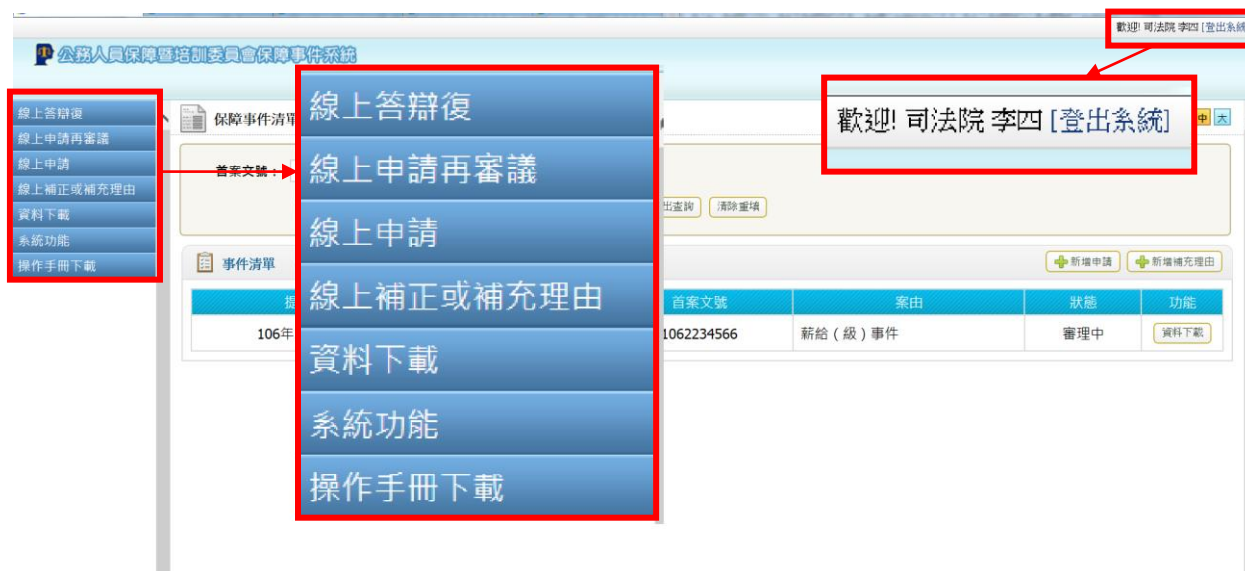 歡迎! 司法院 李四 [登出系統
公務人員保障暨培訓委員會保障事件系統
線上答辯復
線上申請再審議
線上申請
線上補正或補充理由
資料下載
系統功能
操作手冊下載
保障事件清單
線上答辯復
線上申請再審議
線上申請
線上補正或補充理由
資料下載
系統功能
操作手冊下載
歡迎! 司法院 李四 [登出系統]
中 大
首案文號：
出查詢 清除重填
事件清單 新增申請 新增補充理由
提 首案文號 案由 狀態 功能
106年 1062234566 薪給（級）事件 審理中 資料下載